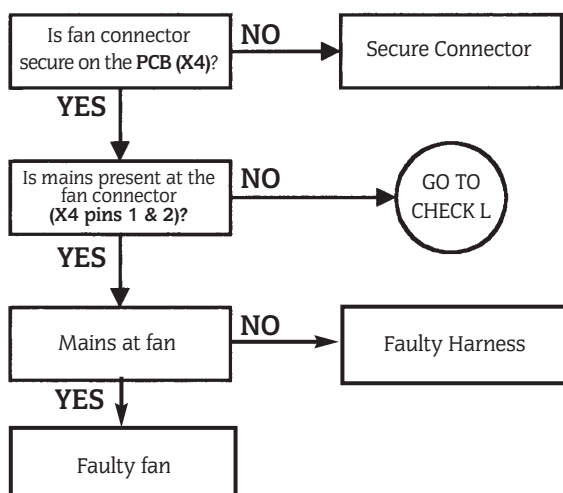 Is fan connector
secure on the PCB (X4)?
NO
Secure Connector
YES
Is mains present at the
fan connector
(X4 pins 1 & 2)?
NO
GO TO
CHECK L
YES
Mains at fan
NO
Faulty Harness
YES
Faulty fan